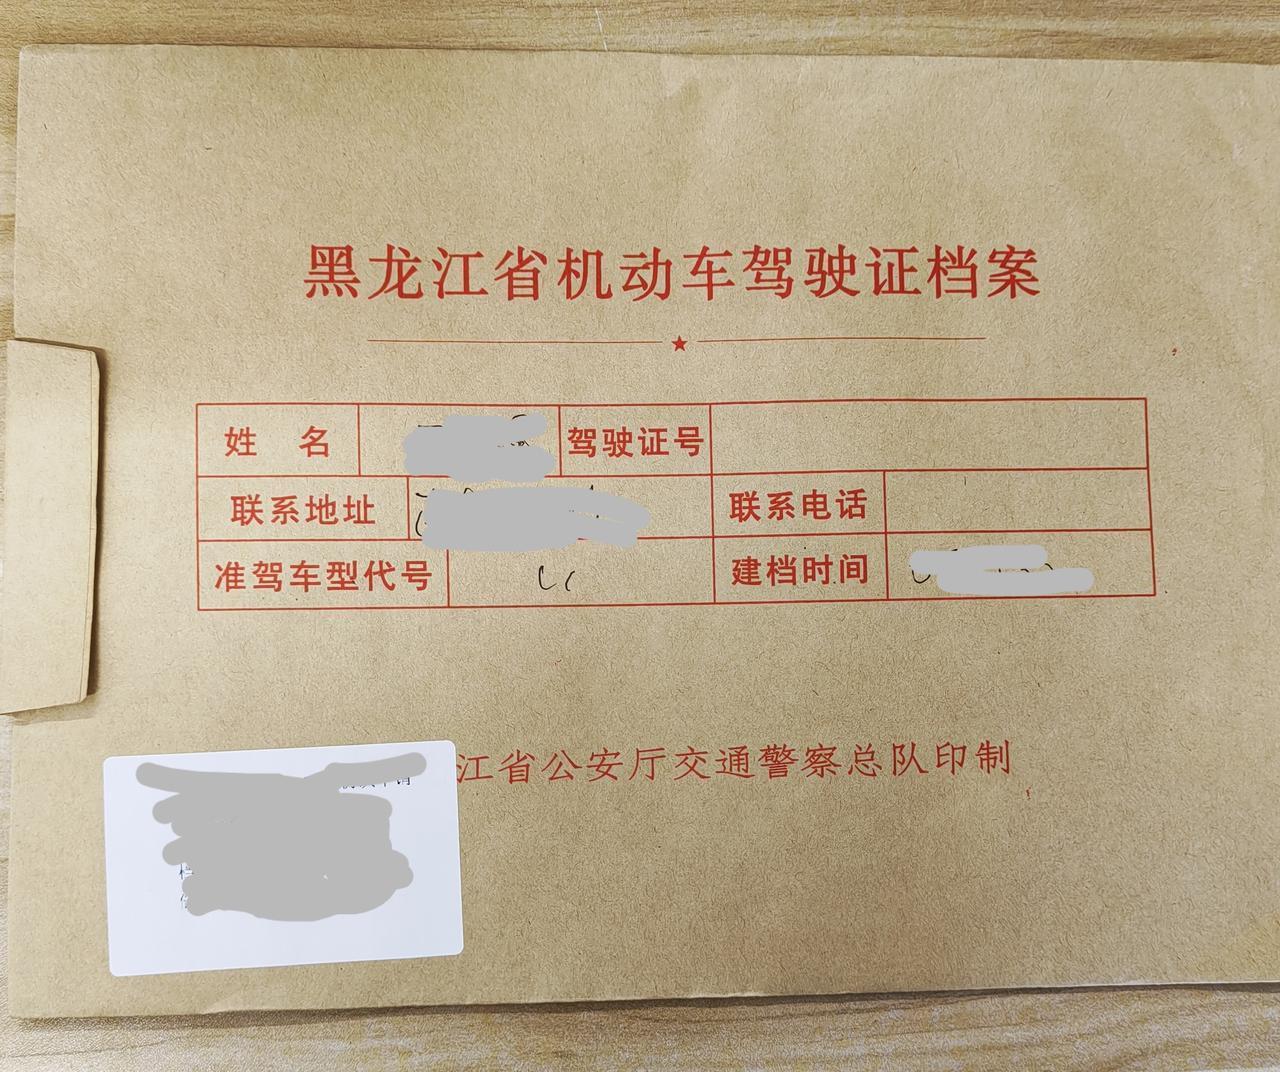 黑龙江省机动车驾驶证档案
姓 名 驾驶证号
联系地址 联系电话
准驾车型代号 C1 建档时间
江省公安厅交通警察总队印制